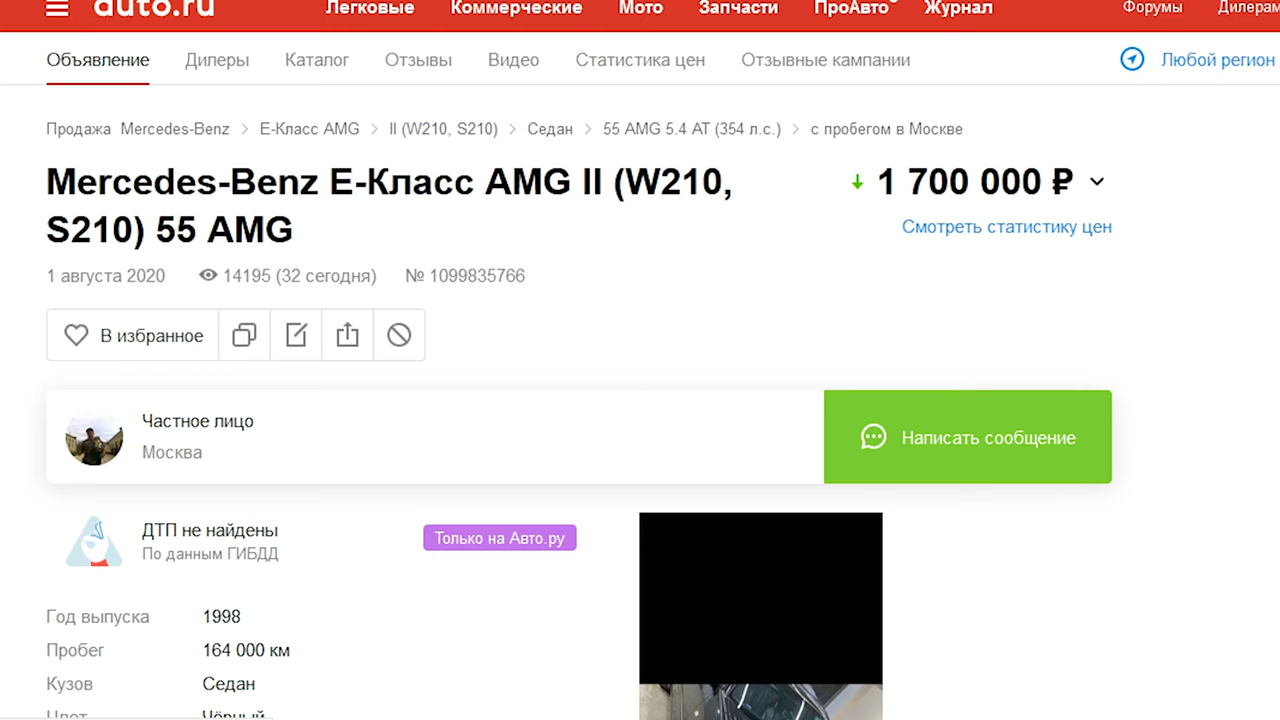 auto.ru
Легковые Коммерческие Мото Запчасти ПроАвто Журнал Форумы Дилерам
Объявление Дилеры Каталог Отзывы Видео Статистика цен Отзывные кампании Любой регион
Продажа Mercedes-Benz > E-Класс AMG > II (W210, S210) > Седан > 55 AMG 5.4 AT (354 л.с.) > с пробегом в Москве
Mercedes-Benz E-Класс AMG II (W210,
S210) 55 AMG
1 700 000 ₽
Смотреть статистику цен
1 августа 2020 14195 (32 сегодня) № 1099835766
В избранное
Частное лицо
Москва
Написать сообщение
ДТП не найдены
По данным ГИБДД
Только на Авто.ру
Год выпуска 1998
Пробег 164 000 км
Кузов Седан
Цвет Чёрный